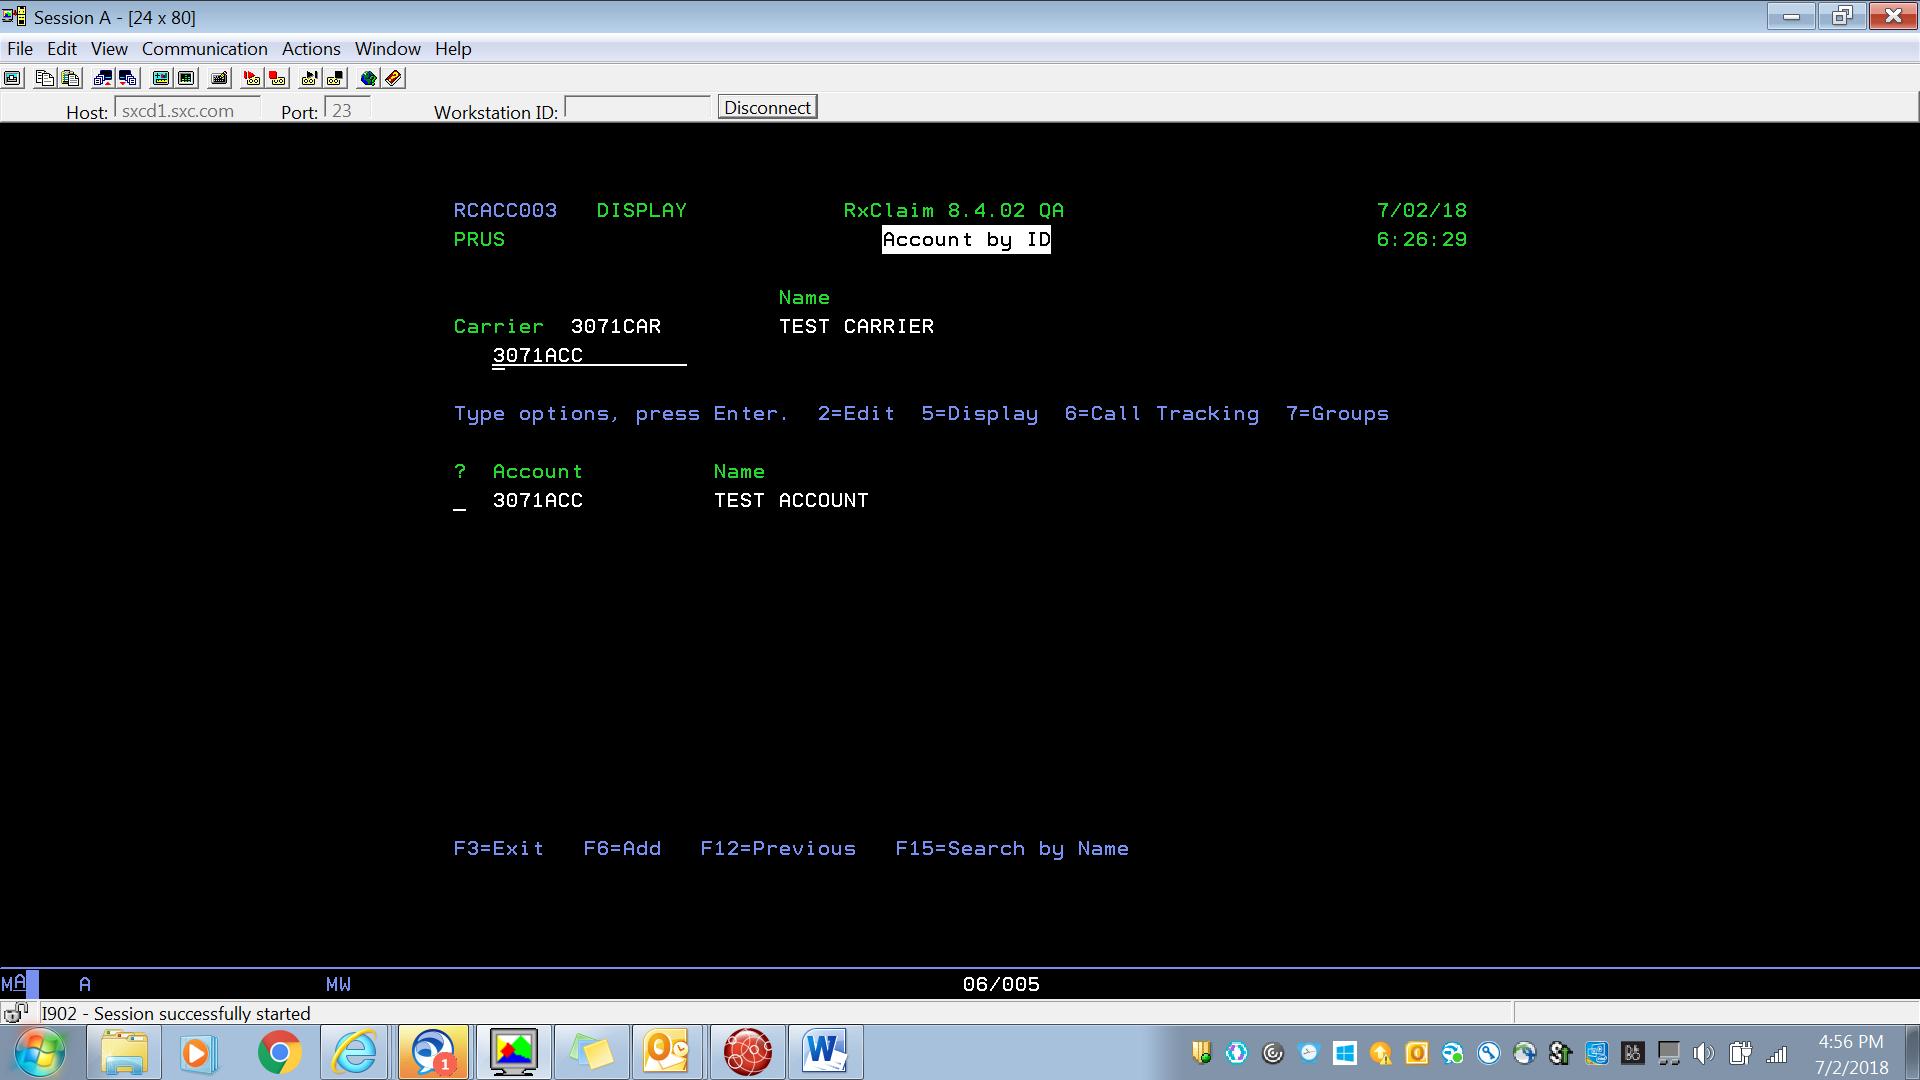 Session A - [24 x 80]
File Edit View Communication Actions Window Help
Host: sxcd1.sxc.com Port: 23 Workstation ID: Disconnect
RCACC003 DISPLAY RxClaim 8.4.02 QA 7/02/18
PRUS Account by ID 6:26:29
Name
Carrier 3071CAR TEST CARRIER
3071ACC
Type options, press Enter. 2=Edit 5=Display 6=Call Tracking 7=Groups
? Account Name
_ 3071ACC TEST ACCOUNT
F3=Exit F6=Add F12=Previous F15=Search by Name
MA A MW 06/005
I902 - Session successfully started
1
4:56 PM
7/2/2018